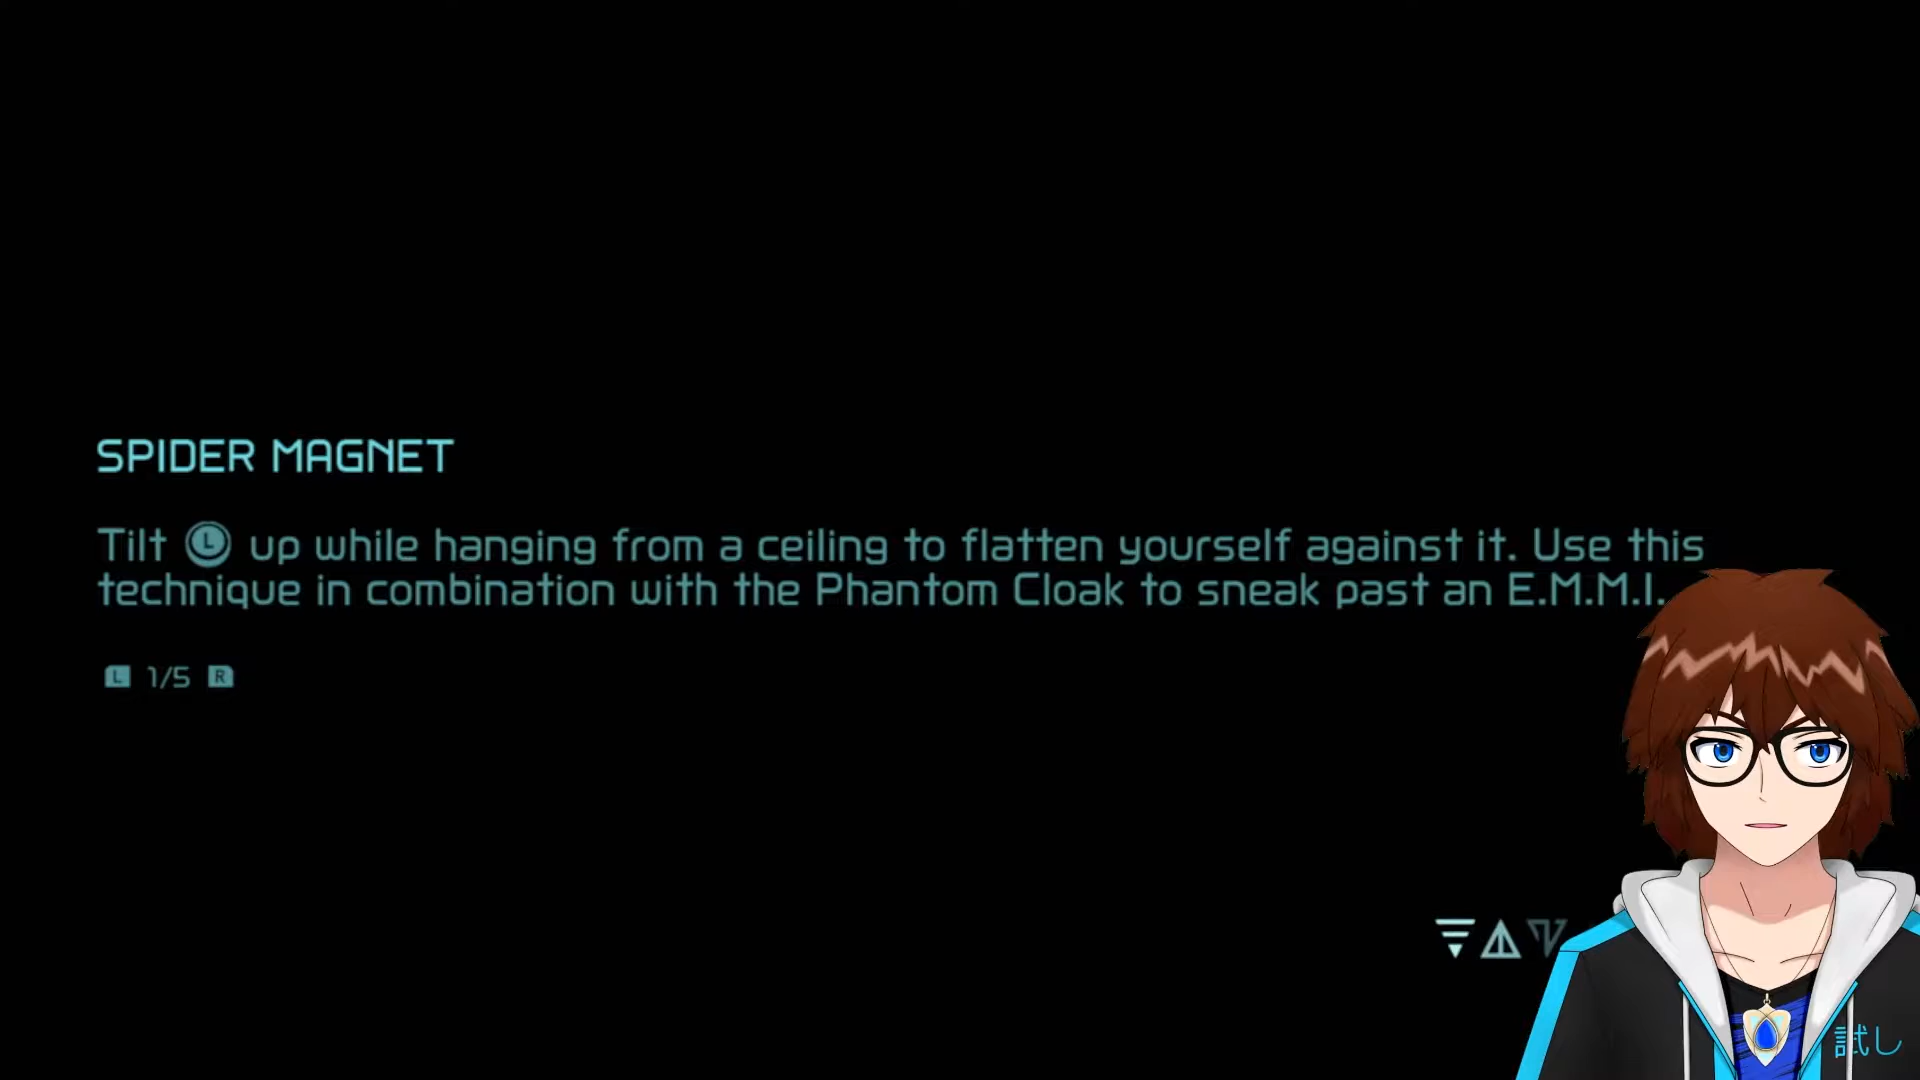 SPIDER MAGNET
Tilt L up while hanging from a ceiling to flatten yourself against it. Use this
technique in combination with the Phantom Cloak to sneak past an E.M.M.I.
L 1/5 R
試し